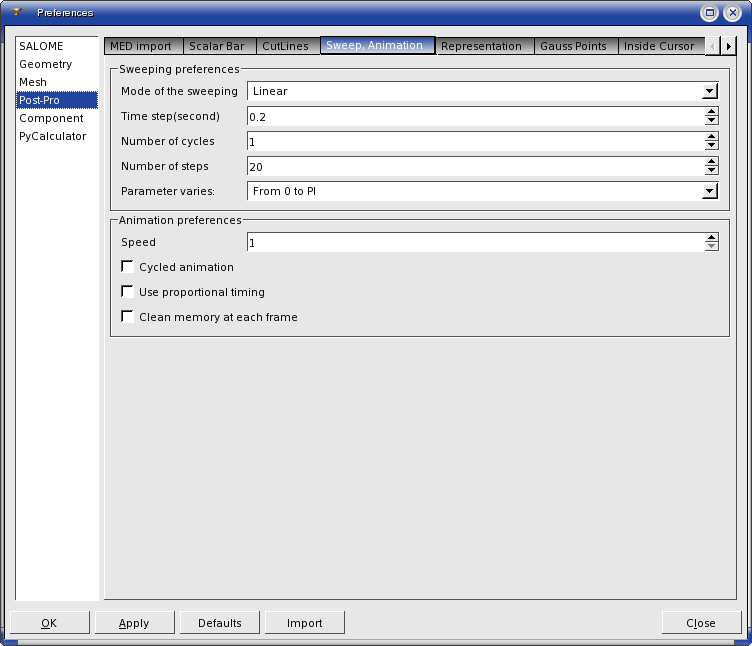 Preferences
SALOME
Geometry
Mesh
Post-Pro
Component
PyCalculator
MED import
Scalar Bar
CutLines
Sweep, Animation
Representation
Gauss Points
Inside Cursor
Sweeping preferences
Mode of the sweeping
Linear
Time step(second)
0.2
Number of cycles
1
Number of steps
20
Parameter varies:
From 0 to PI
Animation preferences
Speed
1
Cycled animation
Use proportional timing
Clean memory at each frame
OK
Apply
Defaults
Import
Close